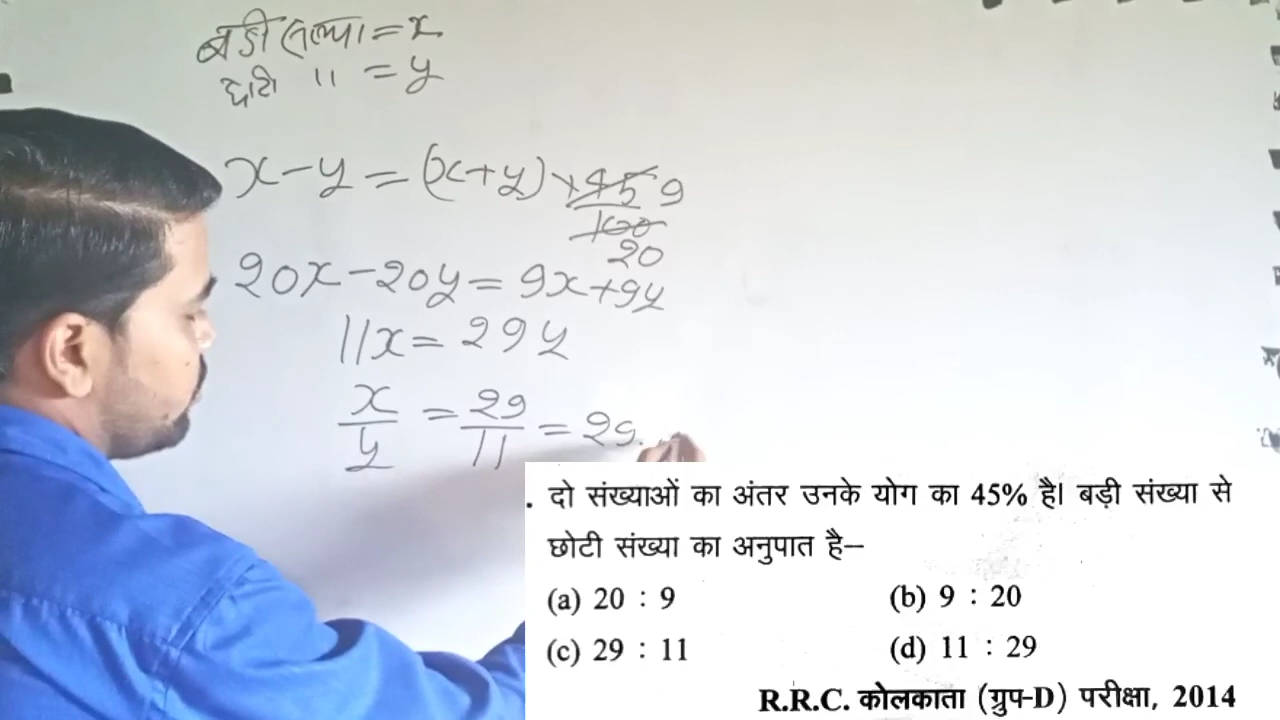 बड़ी संख्या = x
छोटी " = y
x - y = (x+y) × 45/100 9/20
20x - 20y = 9x + 9y
11x = 29y
x/y = 29/11 = 29
. दो संख्याओं का अंतर उनके योग का 45% है। बड़ी संख्या से
छोटी संख्या का अनुपात है–
(a) 20 : 9 (b) 9 : 20
(c) 29 : 11 (d) 11 : 29
R.R.C. कोलकाता (ग्रुप-D) परीक्षा, 2014